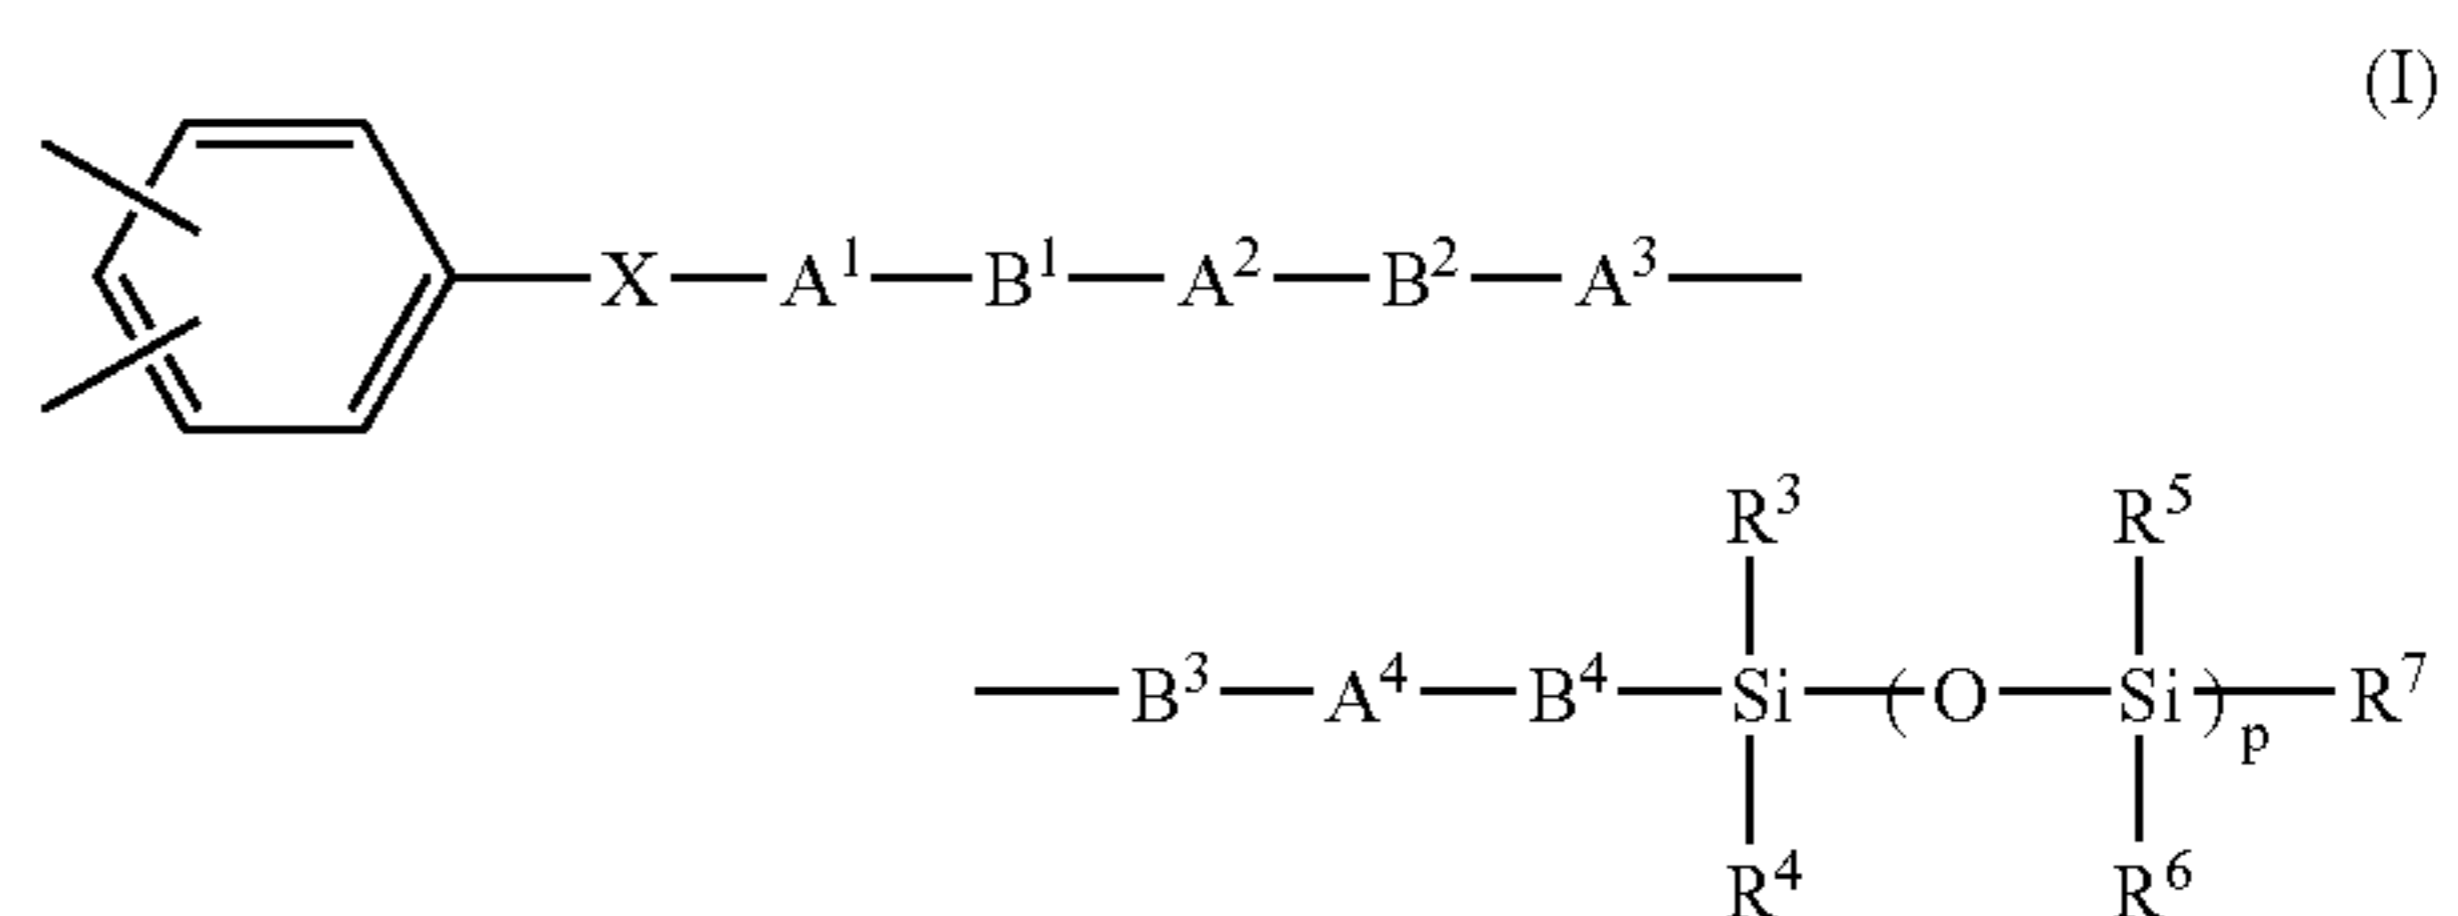 (I)
X—A¹—B¹—A²—B²—A³—
R³ R⁵
—B³—A⁴—B⁴—Si—(O—Si)ₚ—R⁷
R⁴ R⁶